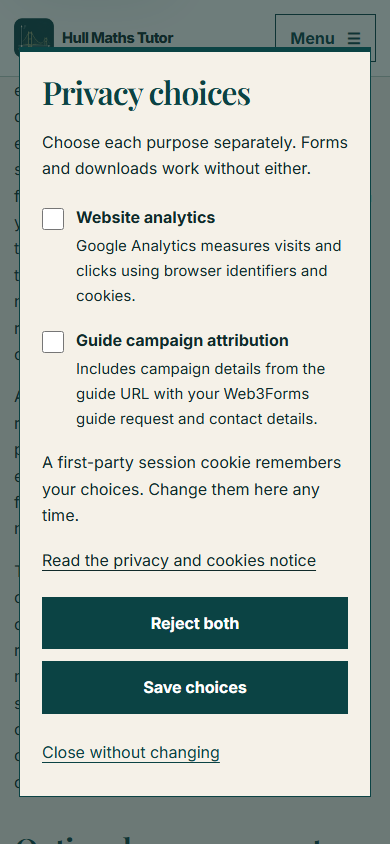 Hull Maths Tutor
Menu
Privacy choices
Choose each purpose separately. Forms
and downloads work without either.
Website analytics
Google Analytics measures visits and
clicks using browser identifiers and
cookies.
Guide campaign attribution
Includes campaign details from the
guide URL with your Web3Forms
guide request and contact details.
A first-party session cookie remembers
your choices. Change them here any
time.
Read the privacy and cookies notice
Reject both
Save choices
Close without changing